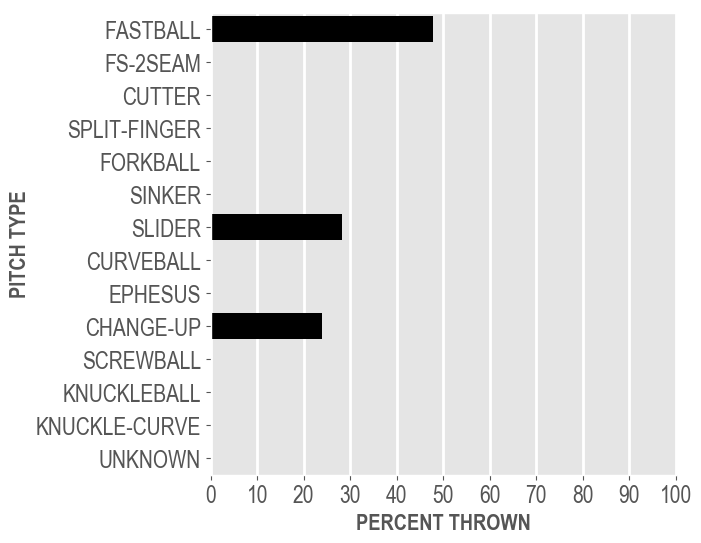 FASTBALL
FS-2SEAM
CUTTER
SPLIT-FINGER
FORKBALL
SINKER
SLIDER
CURVEBALL
EPHESUS
CHANGE-UP
SCREWBALL
KNUCKLEBALL
KNUCKLE-CURVE
UNKNOWN
PITCH TYPE
0 10 20 30 40 50 60 70 80 90 100
PERCENT THROWN